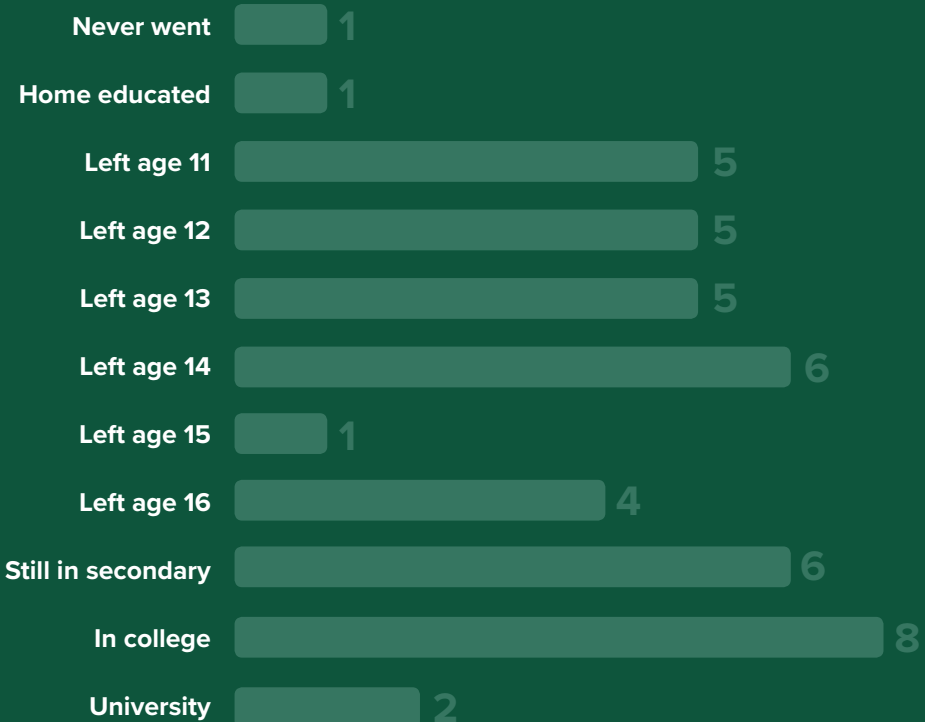 Never went 1
Home educated 1
Left age 11 5
Left age 12 5
Left age 13 5
Left age 14 6
Left age 15 1
Left age 16 4
Still in secondary 6
In college 8
University 2